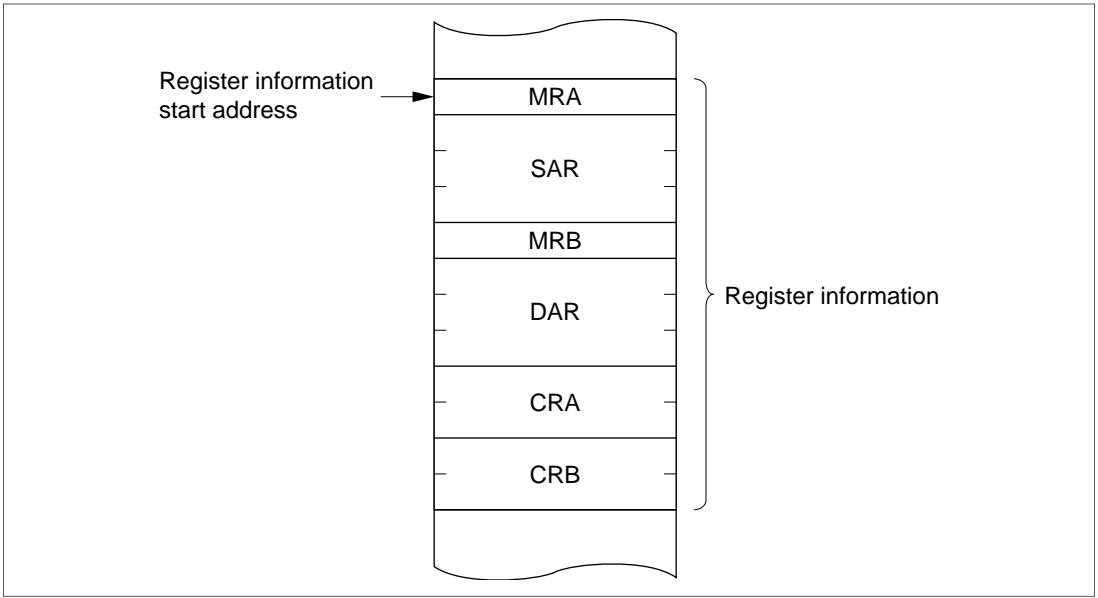 Register information
start address
MRA
SAR
MRB
DAR
Register information
CRA
CRB